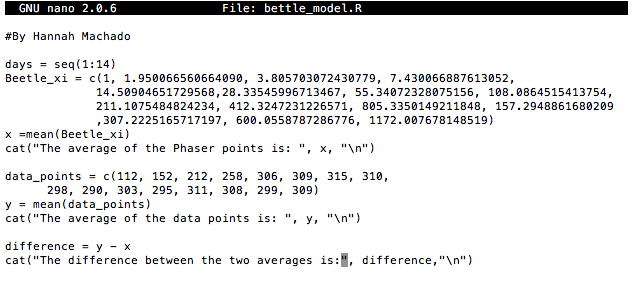 GNU nano 2.0.6 File: bettle_model.R
#By Hannah Machado
days = seq(1:14)
Beetle_xi = c(1, 1.950066560664090, 3.805703072430779, 7.430066887613052,
14.50904651729568,28.33545996713467, 55.34072328075156, 108.0864515413754,
211.1075484824234, 412.3247231226571, 805.3350149211848, 157.2948861680209
,307.2225165717197, 600.0558787286776, 1172.007678148519)
x =mean(Beetle_xi)
cat("The average of the Phaser points is: ", x, "\n")
data_points = c(112, 152, 212, 258, 306, 309, 315, 310,
298, 290, 303, 295, 311, 308, 299, 309)
y = mean(data_points)
cat("The average of the data points is: ", y, "\n")
difference = y - x
cat("The difference between the two averages is:", difference,"\n")